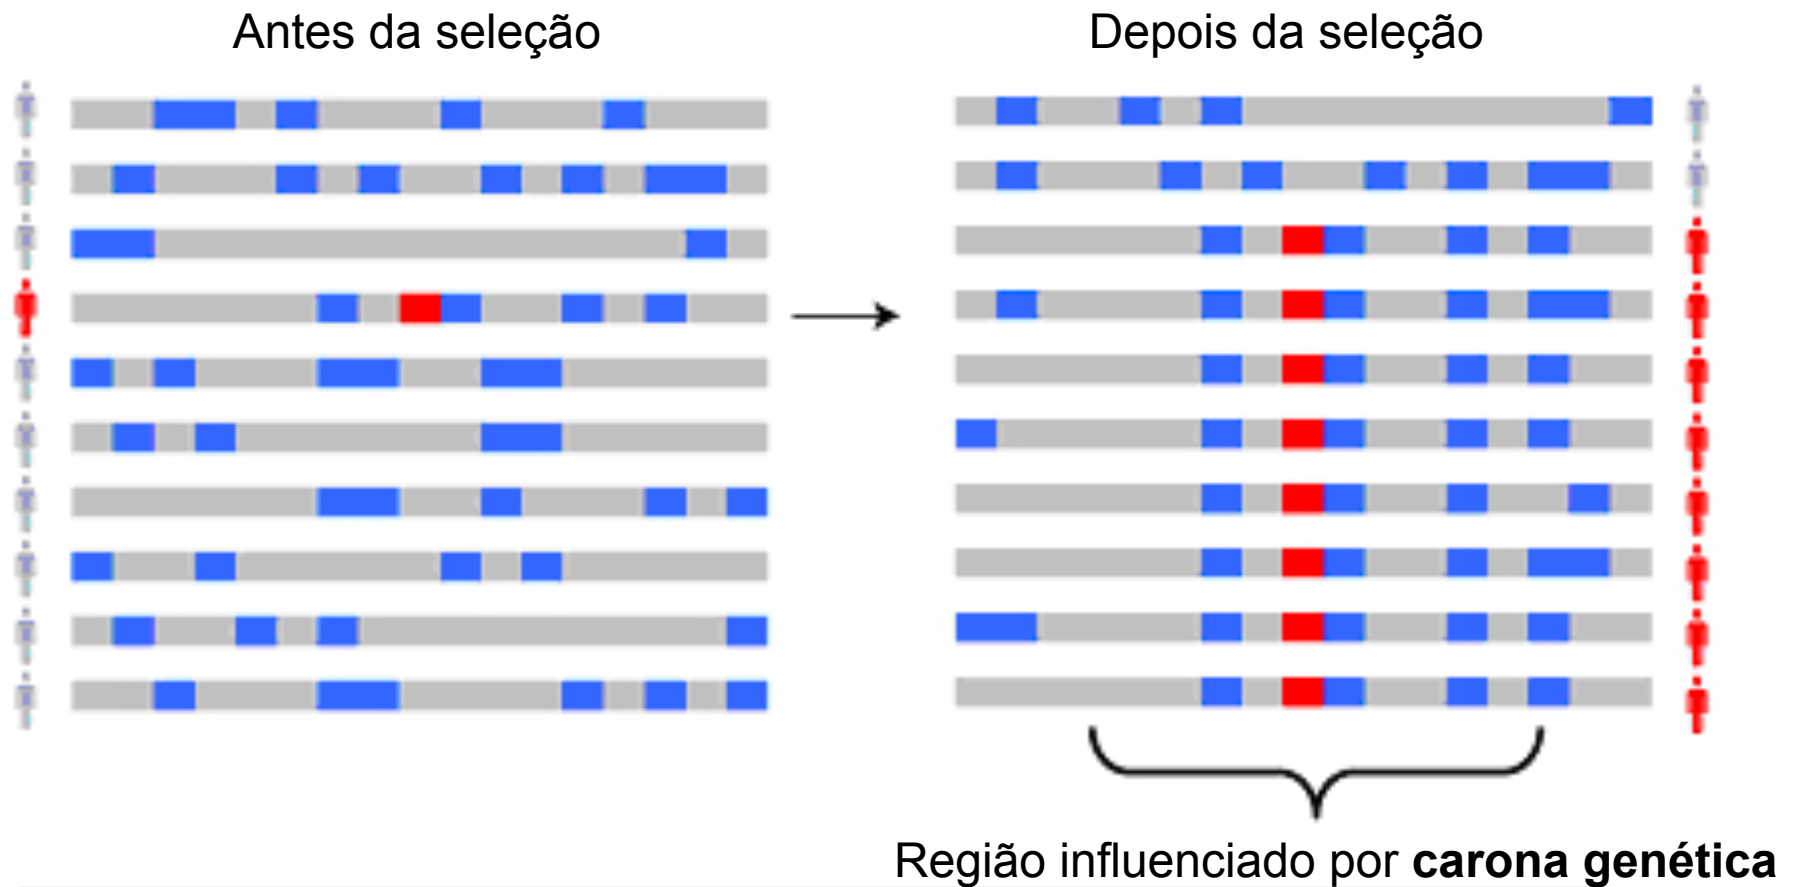 Antes da seleção
Depois da seleção
Região influenciado por carona genética